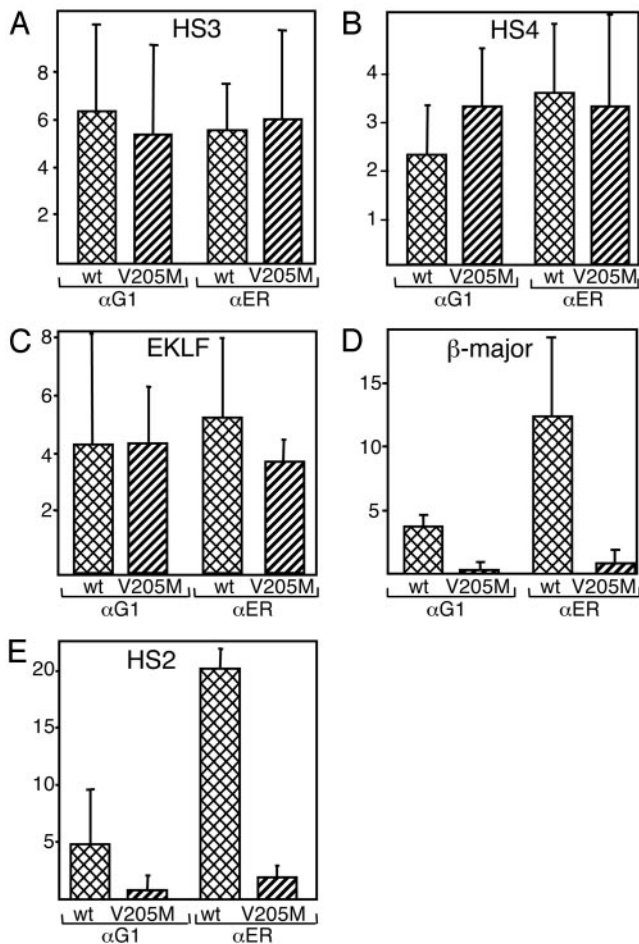 A HS3
8
6
4
2
wt V205M wt V205M
αG1 αER
B HS4
4
3
2
1
wt V205M wt V205M
αG1 αER
C EKLF
8
6
4
2
wt V205M wt V205M
αG1 αER
D β-major
15
10
5
wt V205M wt V205M
αG1 αER
E HS2
20
15
10
5
wt V205M wt V205M
αG1 αER